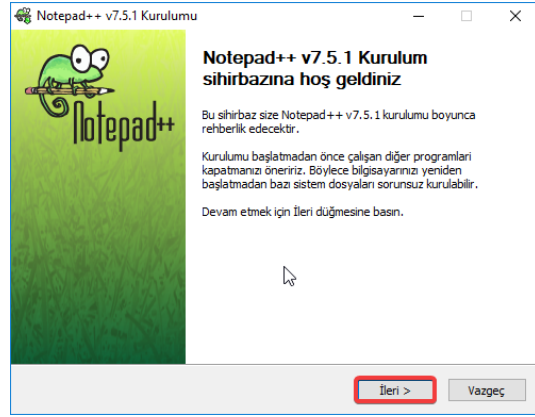 Notepad++ v7.5.1 Kurulumu
Notepad++
Notepad++ v7.5.1 Kurulum
sihirbazına hoş geldiniz
Bu sihirbaz size Notepad++ v7.5.1 kurulumu boyunca
rehberlik edecektir.
Kurulumu başlatmadan önce çalışan diğer programlari
kapatmanızı öneririz. Böylece bilgisayarınızı yeniden
başlatmadan bazı sistem dosyaları sorunsuz kurulabilir.
Devam etmek için İleri düğmesine basın.
İleri >
Vazgeç